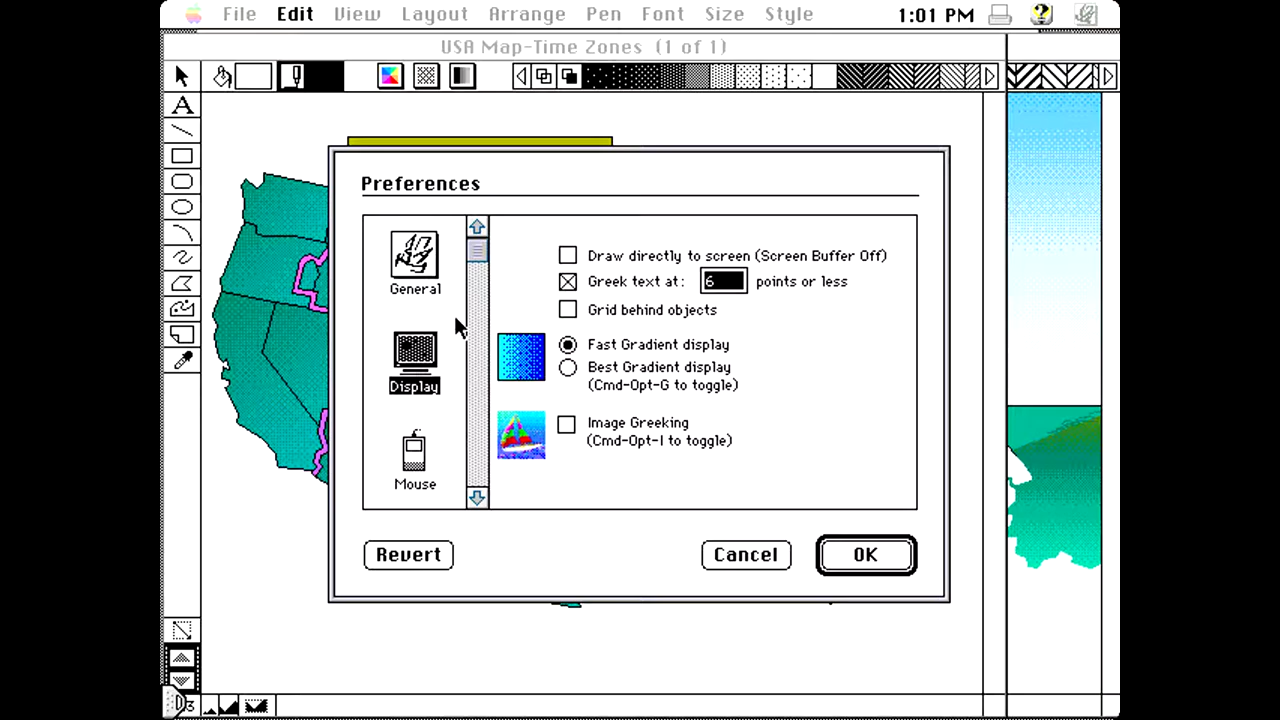 File Edit View Layout Arrange Pen Font Size Style 1:01 PM
USA Map-Time Zones (1 of 1)
A
Preferences
General
Display
Mouse
Draw directly to screen (Screen Buffer Off)
Greek text at: 6 points or less
Grid behind objects
Fast Gradient display
Best Gradient display
(Cmd-Opt-G to toggle)
Image Greeking
(Cmd-Opt-I to toggle)
Revert Cancel OK